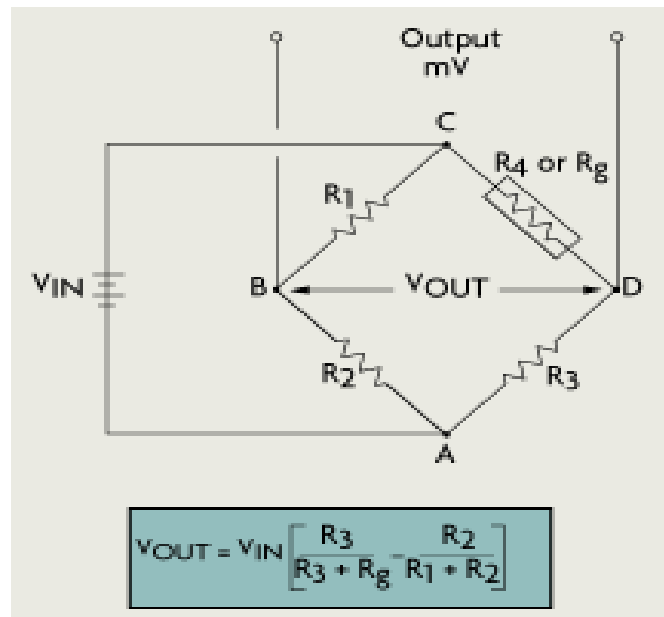 Output
mV
C
R4 or Rg
R1
VIN
B
VOUT
D
R2
R3
A
VOUT = VIN [ R3 / (R3 + Rg) - R2 / (R1 + R2) ]